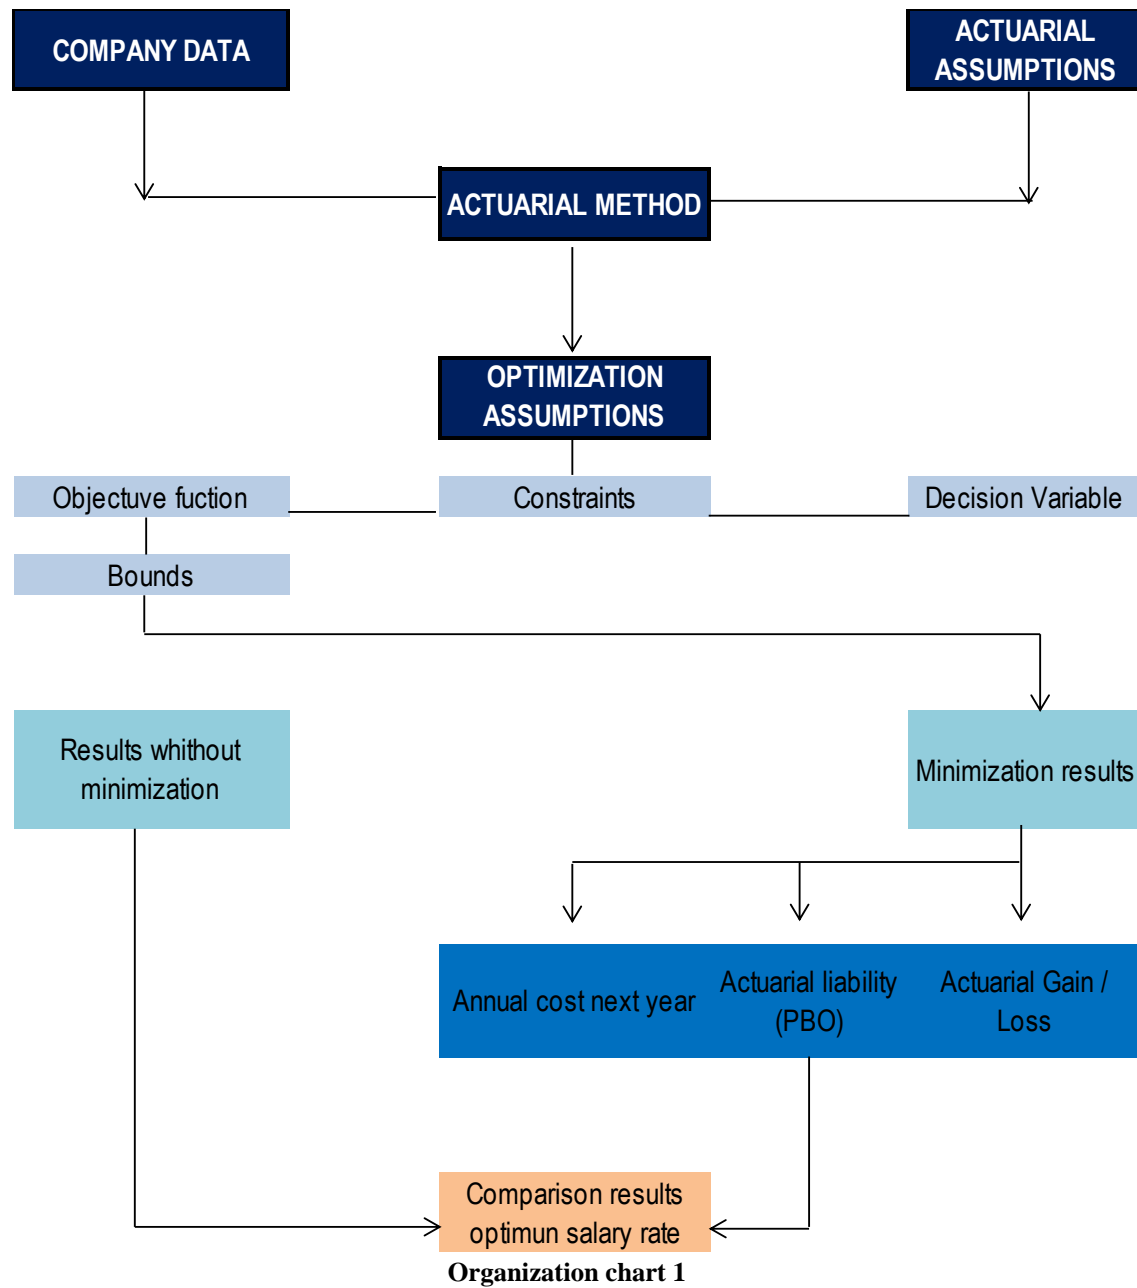 COMPANY DATA
ACTUARIAL
ASSUMPTIONS
ACTUARIAL METHOD
OPTIMIZATION
ASSUMPTIONS
Objectuve fuction
Constraints
Decision Variable
Bounds
Results whithout
minimization
Minimization results
Annual cost next year
Actuarial liability
(PBO)
Actuarial Gain /
Loss
Comparison results
optimun salary rate
Organization chart 1